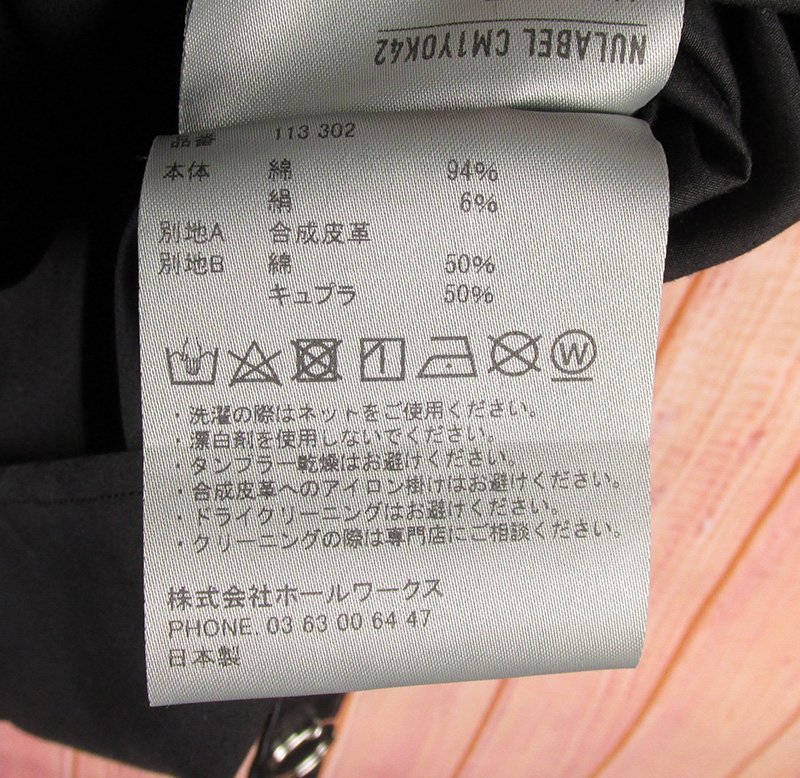 NULABEL CM1YOK42
品番 113 302
本体 綿 94%
絹 6%
別地A 合成皮革
別地B 綿 50%
キュプラ 50%
W
・洗濯の際はネットをご使用ください。
・漂白剤を使用しないでください。
・タンブラー乾燥はお避けください。
・合成皮革へのアイロン掛けはお避けください。
・ドライクリーニングはお避けください。
・クリーニングの際は専門店にご相談ください。
株式会社ホールワークス
PHONE. 03 63 00 64 47
日本製